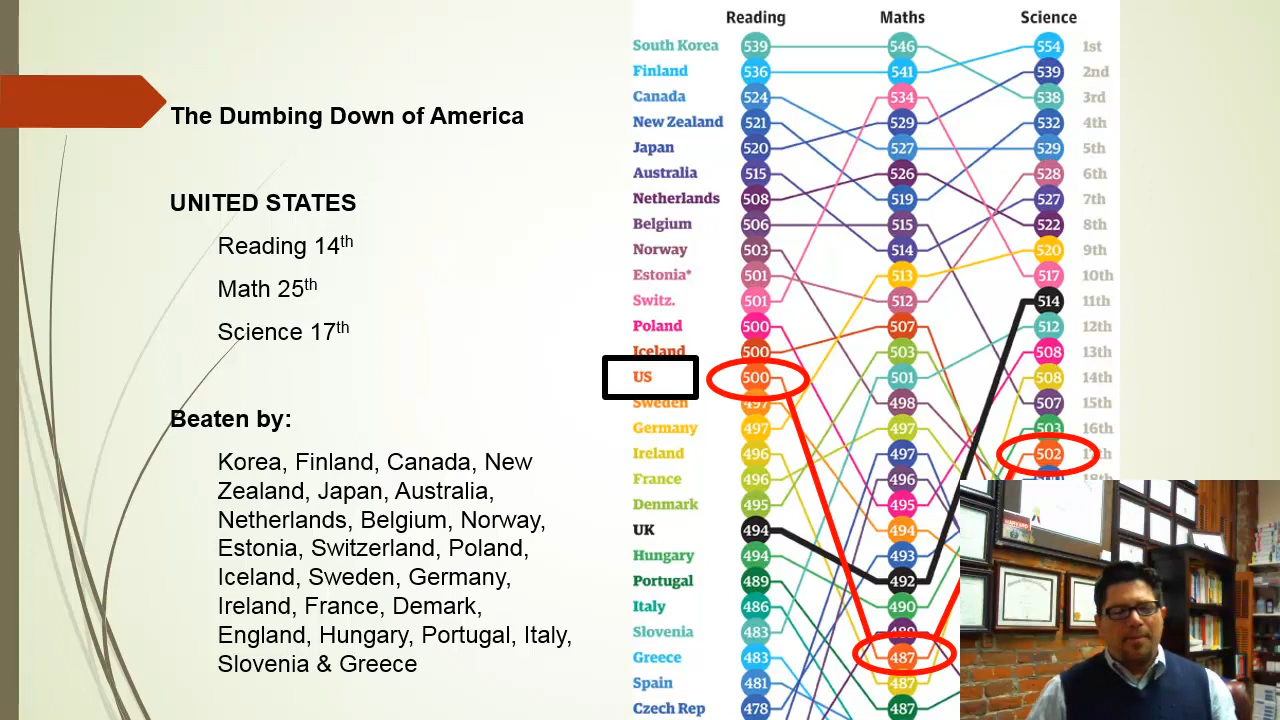 The Dumbing Down of America
UNITED STATES
Reading 14th
Math 25th
Science 17th
Beaten by:
Korea, Finland, Canada, New
Zealand, Japan, Australia,
Netherlands, Belgium, Norway,
Estonia, Switzerland, Poland,
Iceland, Sweden, Germany,
Ireland, France, Demark,
England, Hungary, Portugal, Italy,
Slovenia & Greece
Reading Maths Science
South Korea 539 546 554 1st
Finland 536 541 539 2nd
Canada 524 534 538 3rd
New Zealand 521 529 532 4th
Japan 520 527 529 5th
Australia 515 526 528 6th
Netherlands 508 519 527 7th
Belgium 506 515 522 8th
Norway 503 514 520 9th
Estonia* 501 513 517 10th
Switz. 501 512 514 11th
Poland 500 507 512 12th
Iceland 500 503 508 13th
US 500 501 508 14th
Sweden 497 498 507 15th
Germany 497 497 503 16th
Ireland 496 497 502
France 496 496 18th
Denmark 495 495
UK 494 494
Hungary 494 493
Portugal 489 492
Italy 486 490
Slovenia 483 489
Greece 483 487
Spain 481 487
Czech Rep 478 487